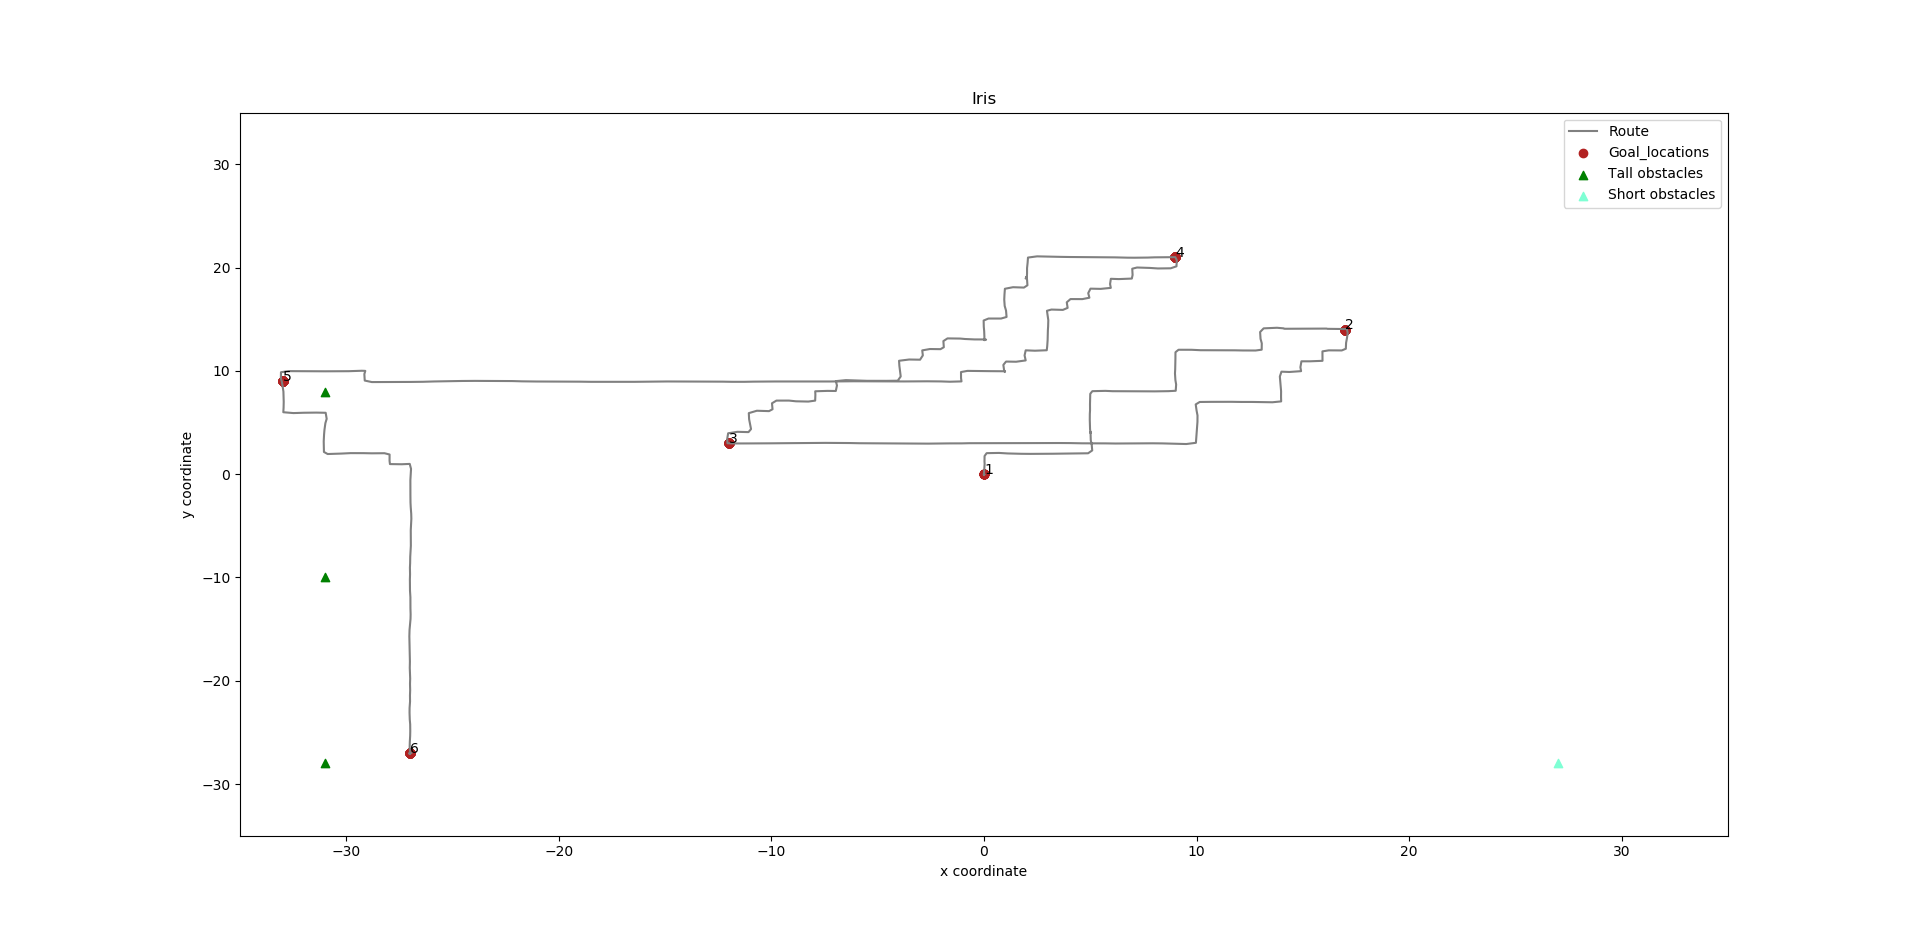 Iris
Route
Goal_locations
Tall obstacles
Short obstacles
30
20
10
0
−10
−20
−30
y coordinate
4
2
5
3
1
6
−30
−20
−10
0
10
20
30
x coordinate